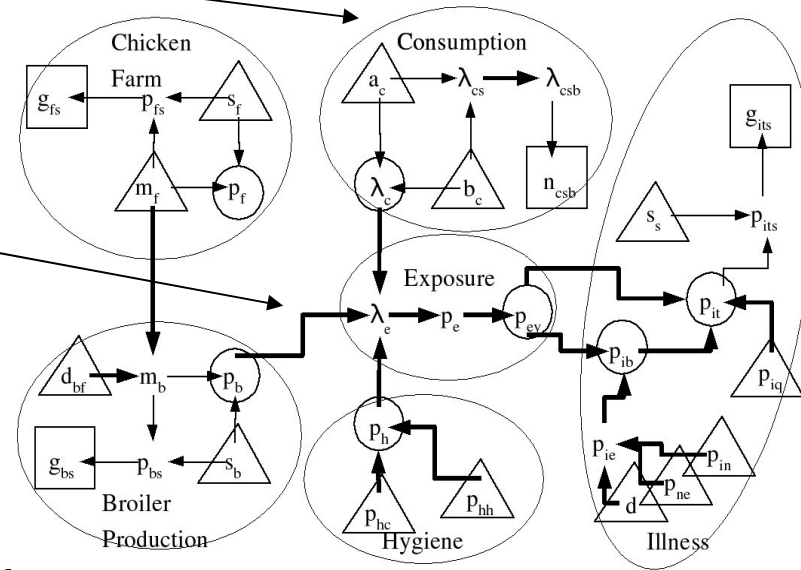 Chicken
Farm
g_fs
p_fs
s_f
m_f
p_f
Consumption
a_c
λ_cs
λ_csb
λ_c
b_c
n_csb
Exposure
λ_e
p_e
p_ev
d_bf
m_b
p_b
g_bs
p_bs
s_b
Broiler
Production
p_h
p_hc
p_hh
Hygiene
g_its
s_s
p_its
p_it
p_ib
p_iq
p_ie
p_in
p_ne
d
Illness